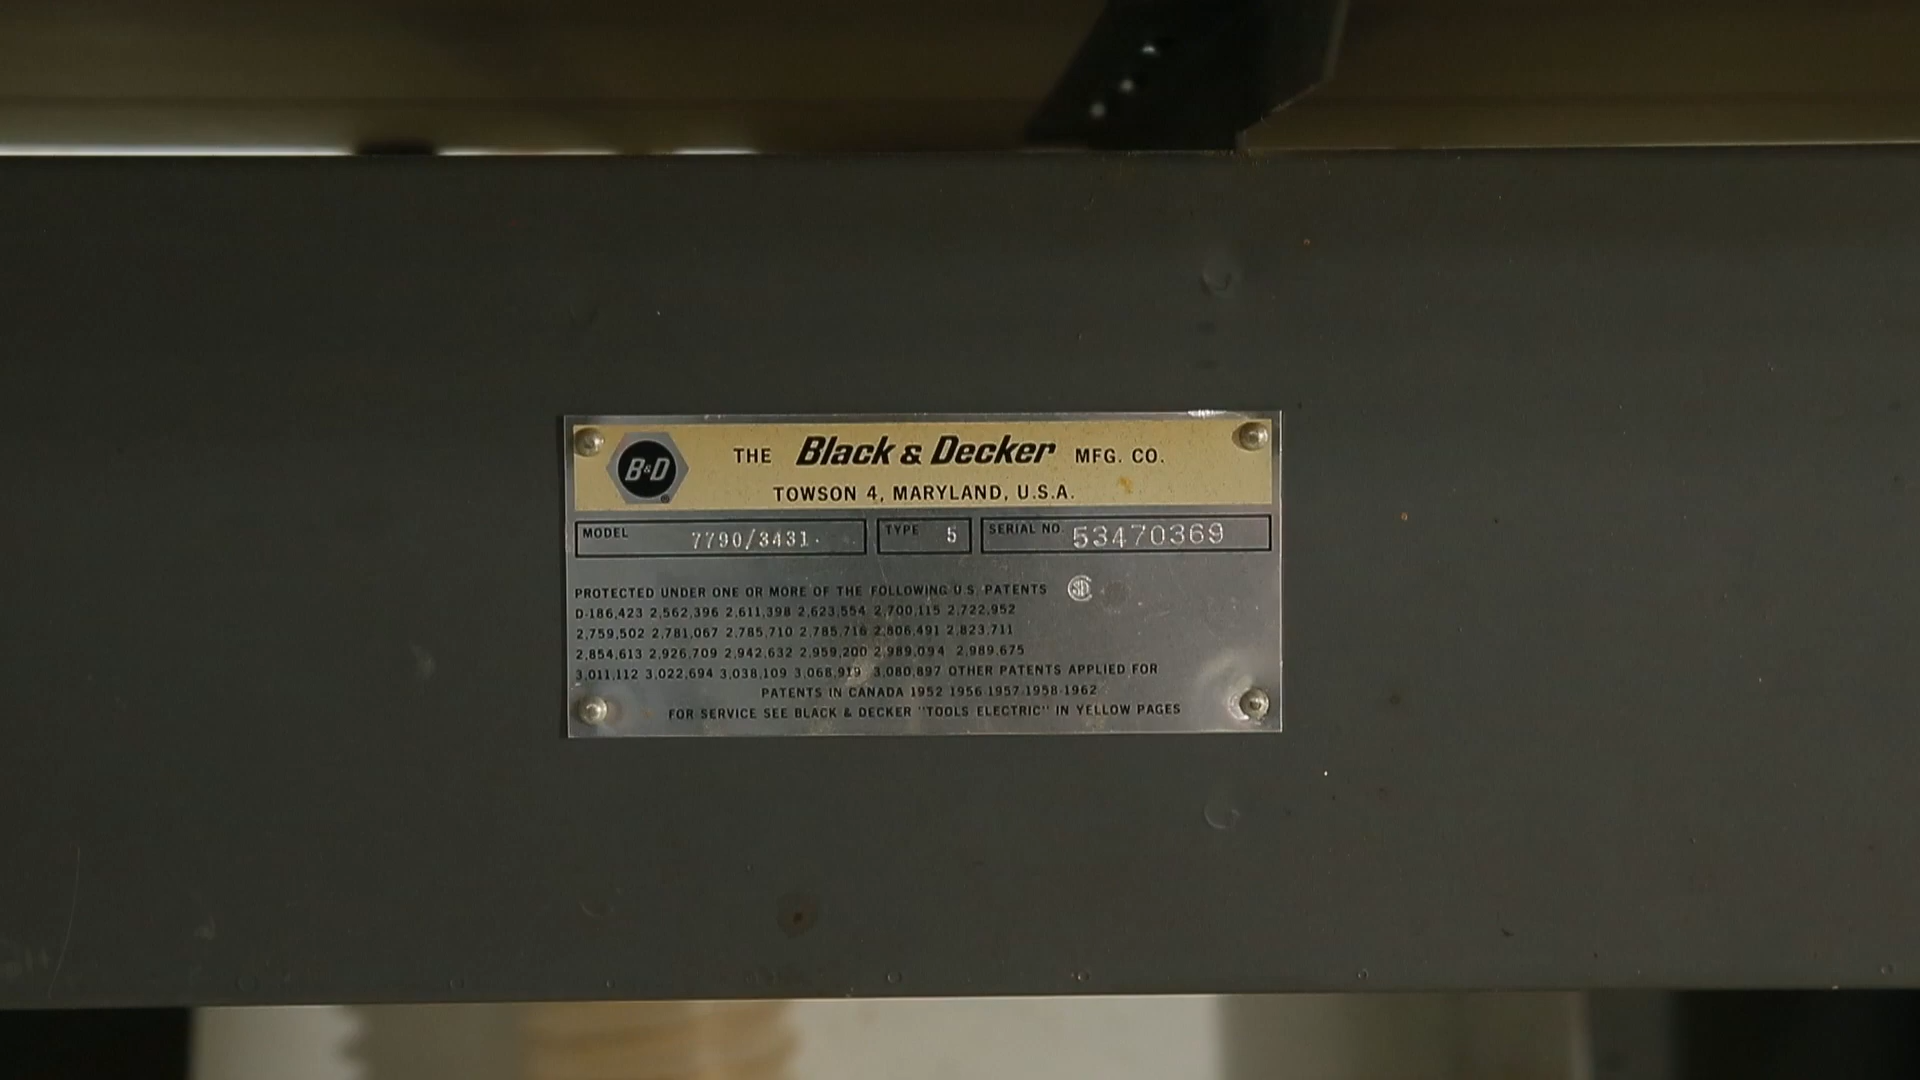 B&D
THE Black & Decker MFG. CO.
TOWSON 4, MARYLAND, U.S.A.
MODEL 7790/3431
TYPE 5
SERIAL NO. 53470369
PROTECTED UNDER ONE OR MORE OF THE FOLLOWING U.S. PATENTS
D-186,423 2,562,396 2,611,398 2,623,554 2,700,115 2,722,952
2,759,502 2,781,067 2,785,710 2,785,716 2,806,491 2,823,711
2,854,613 2,926,709 2,942,632 2,959,200 2,989,094 2,989,675
3,011,112 3,022,694 3,038,109 3,068,919 3,080,897 OTHER PATENTS APPLIED FOR
PATENTS IN CANADA 1952 1956-1957-1958-1962
FOR SERVICE SEE BLACK & DECKER "TOOLS ELECTRIC" IN YELLOW PAGES